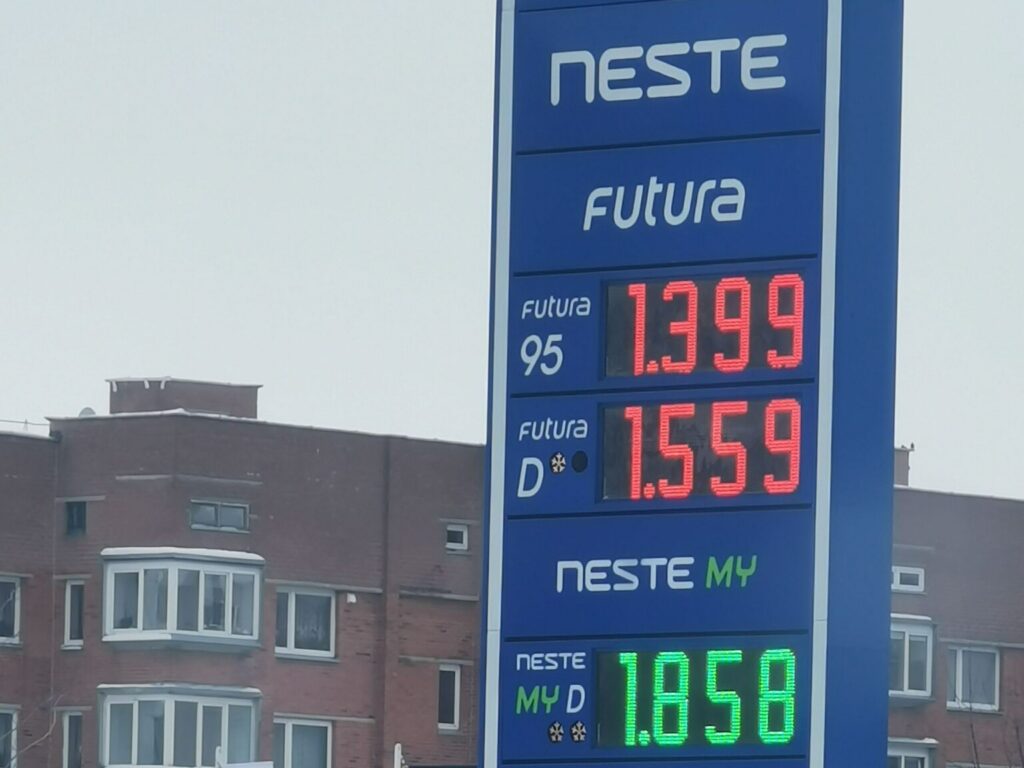 NESTE
Futura
Futura
95
1.399
Futura
D
1.559
NESTE MY
NESTE
MY D
1.858